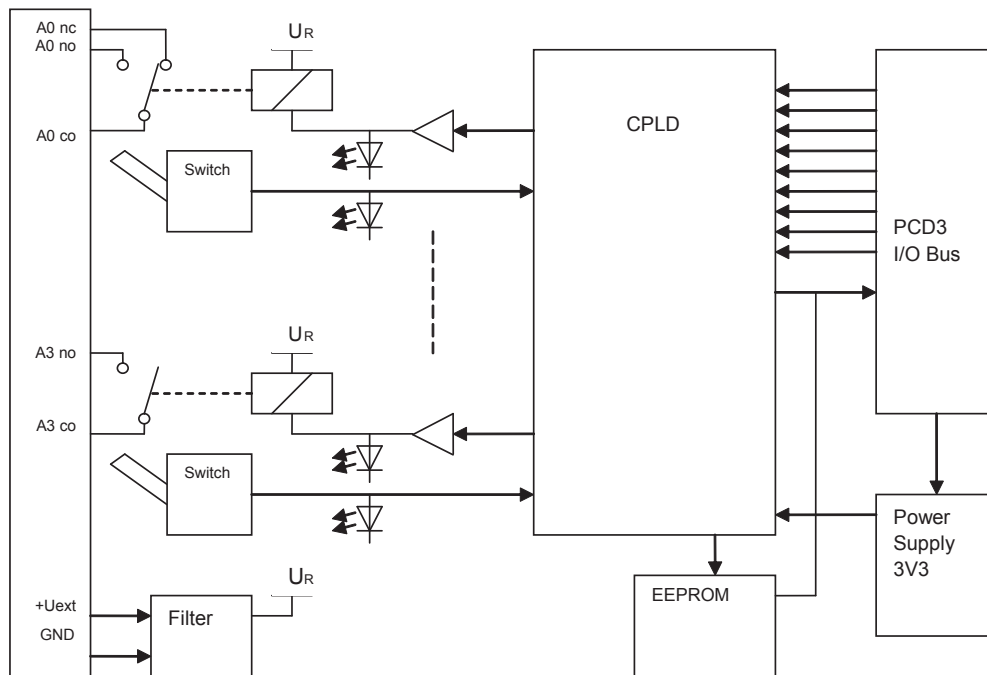 A0 nc
A0 no
A0 co
UR
Switch
CPLD
PCD3
I/O Bus
A3 no
A3 co
UR
Switch
Power
Supply
3V3
+Uext
GND
Filter
UR
EEPROM